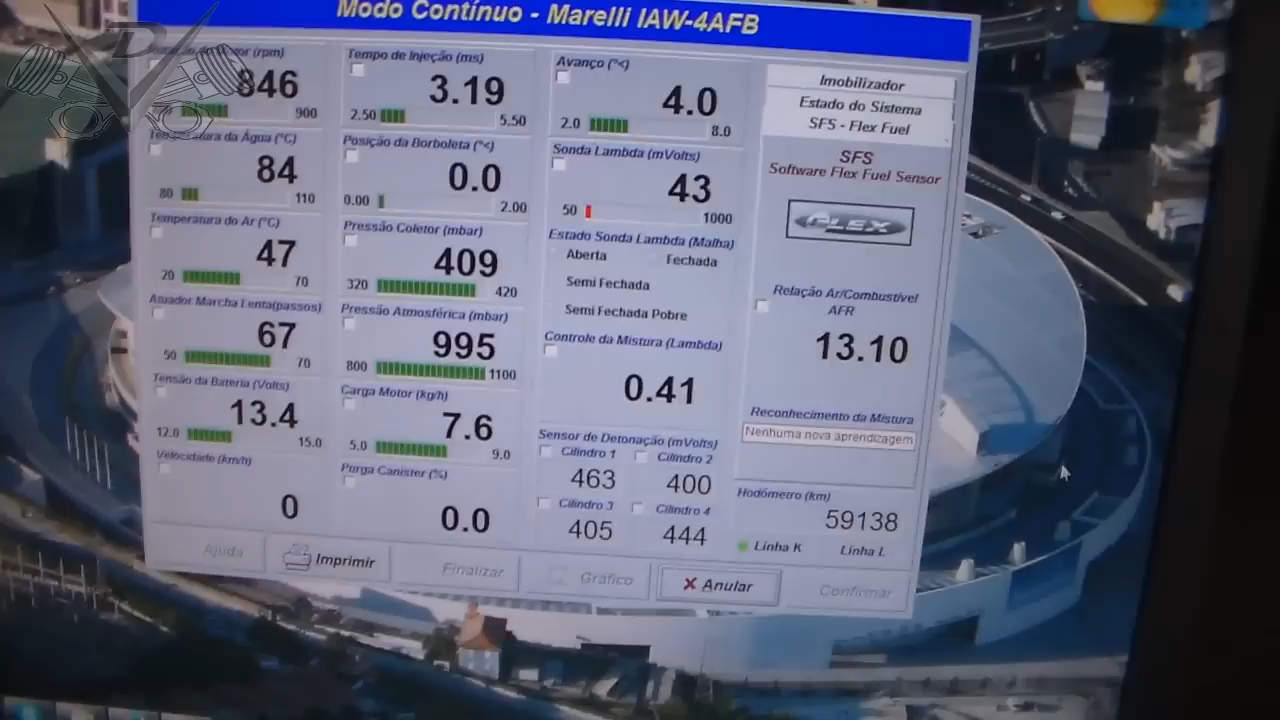 Modo Contínuo - Marelli IAW-4AFB
(rpm)
846
900
Tempo de Injeção (ms)
3.19
2.50
5.50
Avanço (°<)
4.0
2.0
8.0
Imobilizador
Estado do Sistema
SFS - Flex Fuel
da Água (°C)
84
80
110
Posição da Borboleta (°<)
0.0
0.00
2.00
Sonda Lambda (mVolts)
43
50
1000
SFS
Software Flex Fuel Sensor
FLEX
Temperatura do Ar (°C)
47
20
70
Pressão Coletor (mbar)
409
320
420
Estado Sonda Lambda (Malha)
Aberta
Fechada
Semi Fechada
Semi Fechada Pobre
Relação Ar/Combustível
AFR
13.10
Atuador Marcha Lenta(passos)
67
50
70
Pressão Atmosférica (mbar)
995
800
1100
Controle da Mistura (Lambda)
0.41
Tensão da Bateria (Volts)
13.4
12.0
15.0
Carga Motor (kg/h)
7.6
5.0
9.0
Reconhecimento da Mistura
Nenhuma nova aprendizagem
Sensor de Detonação (mVolts)
Cilindro 1
Cilindro 2
463
400
Cilindro 3
Cilindro 4
405
444
Velocidade (km/h)
0
Purga Canister (%)
0.0
Hodômetro (km)
59138
Linha K
Linha L
Ajuda
Imprimir
Finalizar
Gráfico
Anular
Confirmar